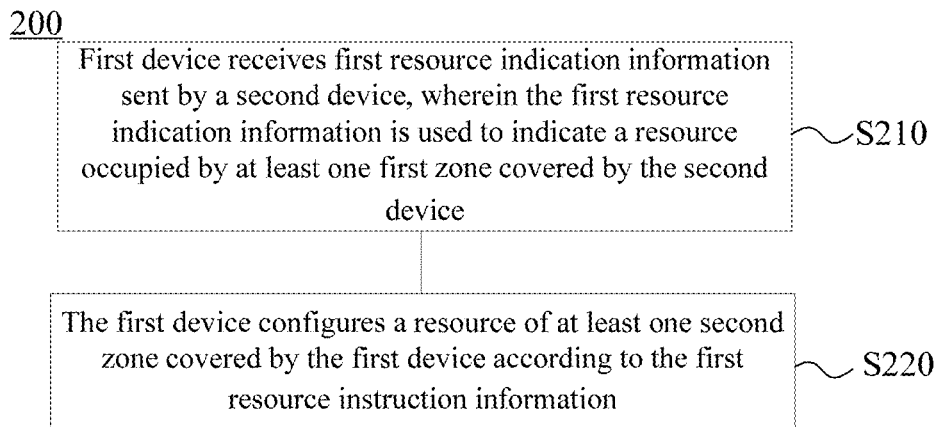 200
First device receives first resource indication information
sent by a second device, wherein the first resource
indication information is used to indicate a resource
occupied by at least one first zone covered by the second
device
S210
The first device configures a resource of at least one second
zone covered by the first device according to the first
resource instruction information
S220